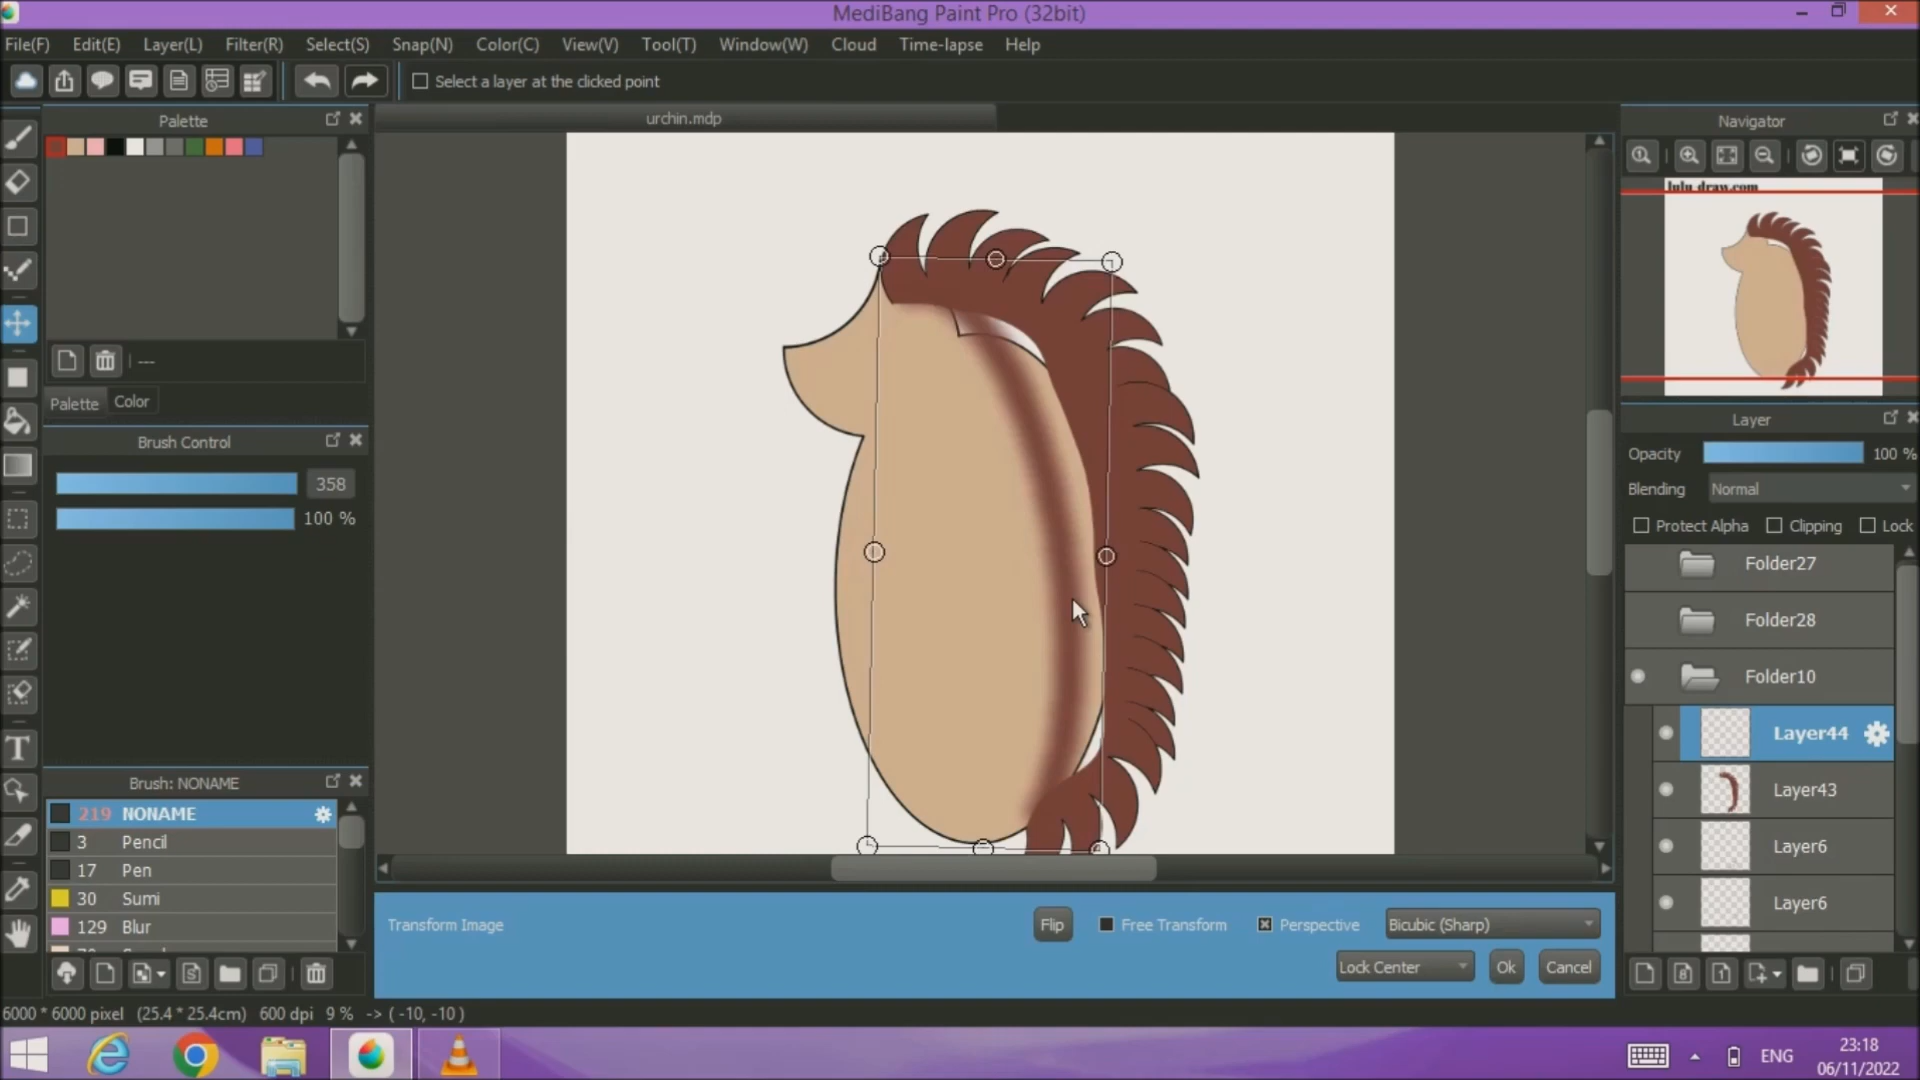 MediBang Paint Pro (32bit)
File(F) Edit(E) Layer(L) Filter(R) Select(S) Snap(N) Color(C) View(V) Tool(T) Window(W) Cloud Time-lapse Help
Select a layer at the clicked point
Palette
urchin.mdp
Navigator
lulu-draw.com
---
Palette Color
Brush Control
358
100 %
Layer
Opacity 100 %
Blending Normal
Protect Alpha Clipping Lock
Folder27
Folder28
Folder10
Layer44
Layer43
Layer6
Layer6
Brush: NONAME
219 NONAME
3 Pencil
17 Pen
30 Sumi
129 Blur
Transform Image Flip Free Transform Perspective Bicubic (Sharp)
Lock Center Ok Cancel
6000 * 6000 pixel (25.4 * 25.4cm) 600 dpi 9 % -> ( -10, -10 )
ENG
23:18
06/11/2022